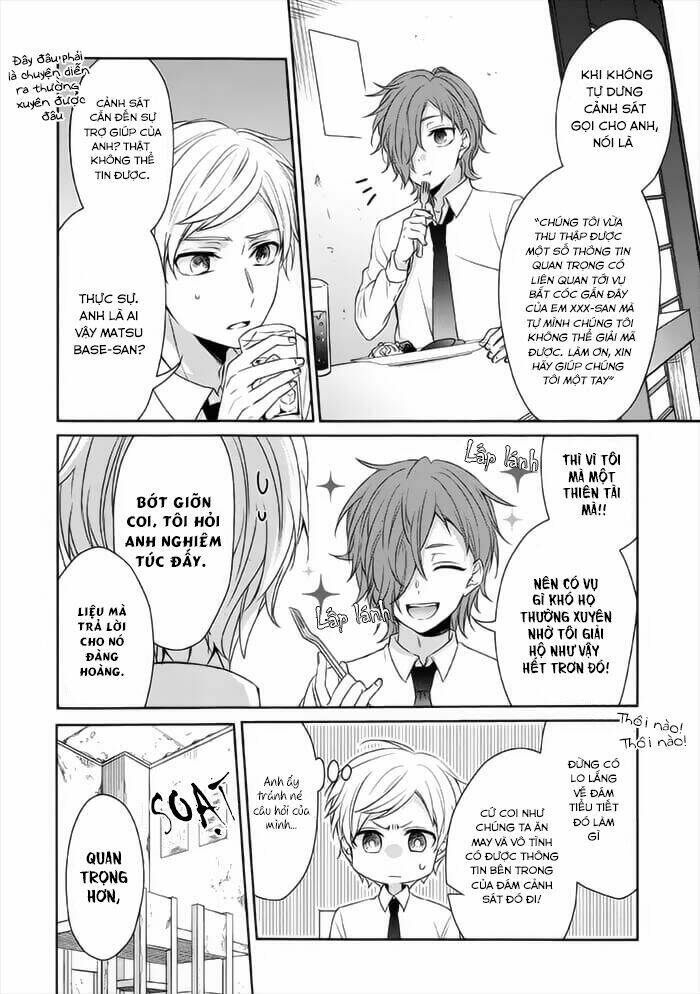 KHI KHÔNG
TỰ DƯNG
CẢNH SÁT
GỌI CHO ANH,
NÓI LÀ
"CHÚNG TÔI VỪA
THU THẬP ĐƯỢC
MỘT SỐ THÔNG TIN
QUAN TRỌNG CÓ
LIÊN QUAN TỚI VỤ
BẮT CÓC GẦN ĐÂY
CỦA EM XXX-SAN MÀ
TỰ MÌNH CHÚNG TÔI
KHÔNG THỂ GIẢI MÃ
ĐƯỢC. LÀM ƠN, XIN
HÃY GIÚP CHÚNG
TÔI MỘT TAY"
CẢNH SÁT
CẦN ĐẾN SỰ
TRỢ GIÚP CỦA
ANH? THẬT
KHÔNG THỂ
TIN ĐƯỢC.
Đây đâu phải
là chuyện diễn
ra thường
xuyên được
đâu
THỰC SỰ. ANH LÀ AI
VẬY MATSU
BASE-SAN?
THÌ VÌ TÔI
LÀ MỘT
THIÊN TÀI
MÀ!!
Lấp lánh
NÊN CÓ VỤ
GÌ KHÓ HỌ
THƯỜNG XUYÊN
NHỜ TÔI GIẢI
HỘ NHƯ VẬY
HẾT TRƠN ĐÓ!
Lấp lánh
BỚT GIỠN
COI, TÔI HỎI
ANH NGHIÊM
TÚC ĐẤY.
LIỆU MÀ
TRẢ LỜI
CHO NÓ
ĐÀNG
HOÀNG.
Thôi nào!
Thôi nào!
ĐỪNG CÓ
LO LẮNG
VỀ ĐÁM
TIỂU TIẾT
ĐÓ LÀM
GÌ
CỨ COI NHƯ
CHÚNG TA ĂN
MAY VÀ VÔ TÌNH
CÓ ĐƯỢC THÔNG
TIN BÊN TRONG
CỦA ĐÁM CẢNH
SÁT ĐÓ ĐI!
Anh ấy
tránh né
câu hỏi của
mình...
SOẠT
QUAN
TRỌNG
HƠN,